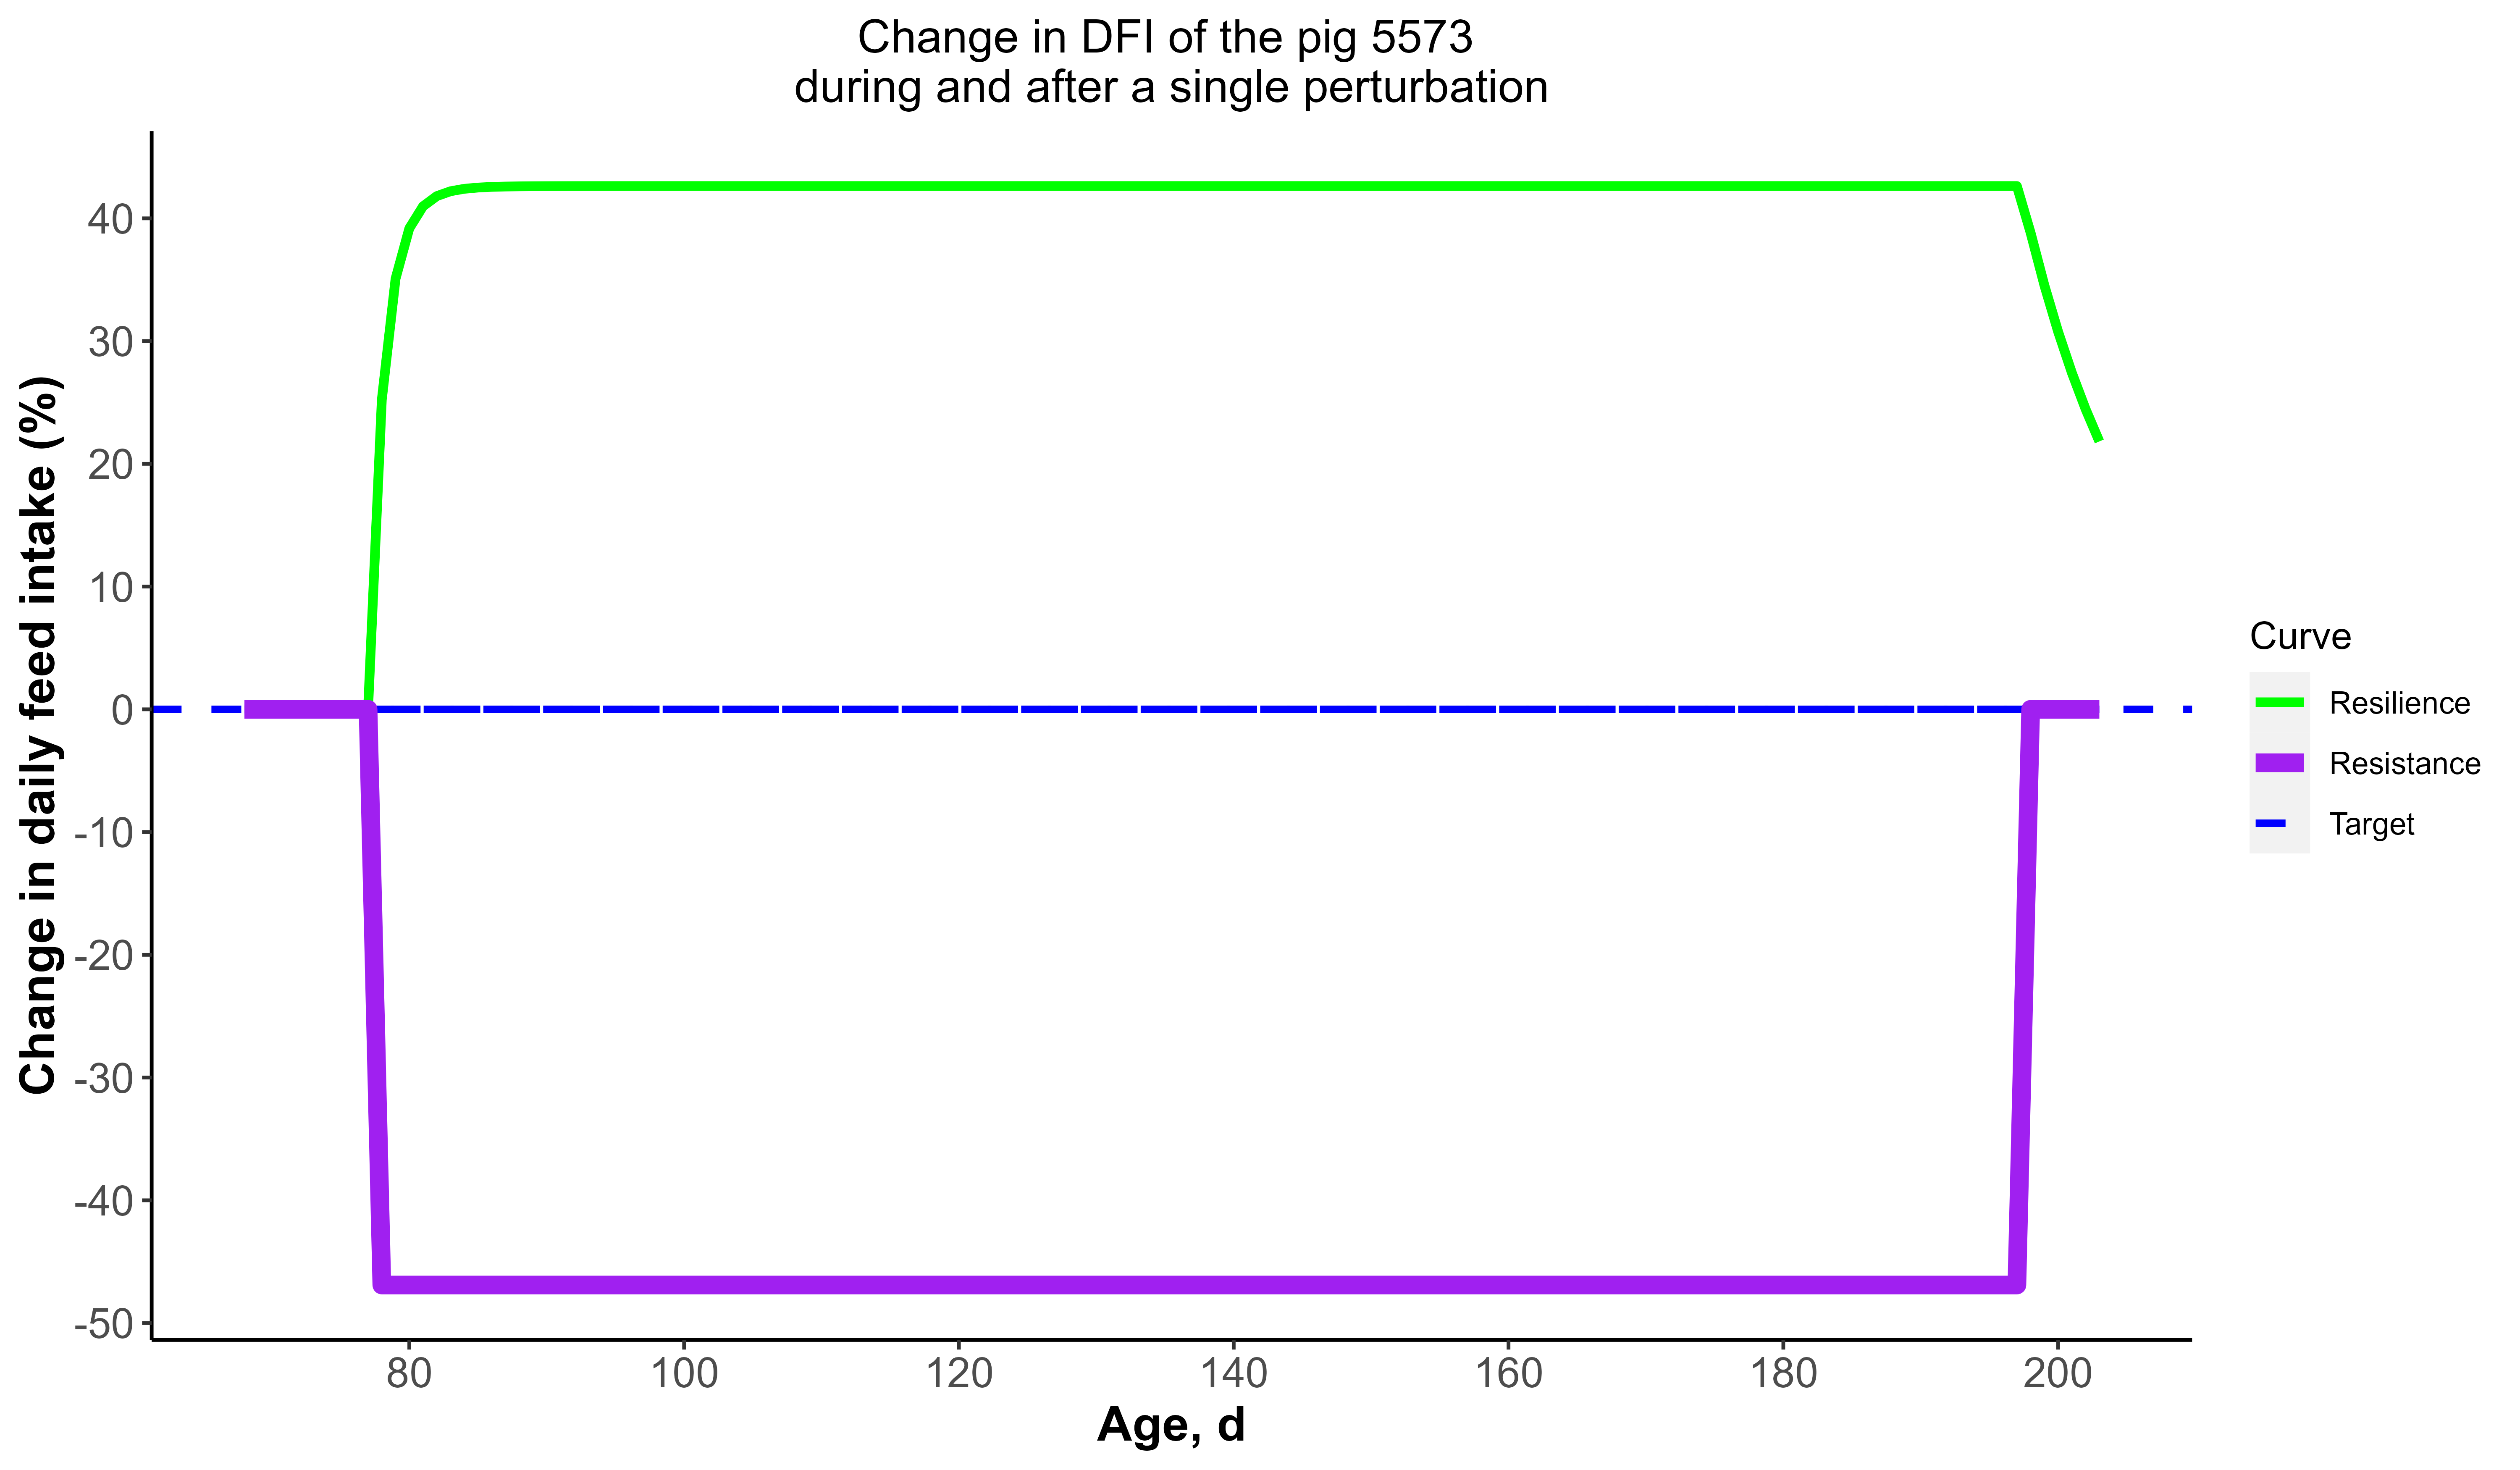 Change in DFI of the pig 5573
during and after a single perturbation
Change in daily feed intake (%)
40
30
20
10
0
-10
-20
-30
-40
-50
80 100 120 140 160 180 200
Age, d
Curve
Resilience
Resistance
Target